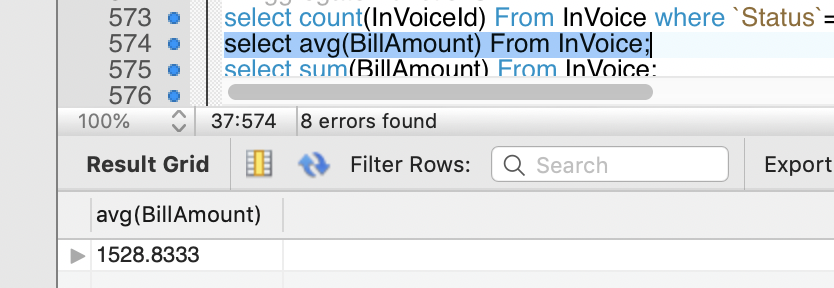 573 select count(InVoiceId) From InVoice where `Status`=
574 select avg(BillAmount) From InVoice;
575 select sum(BillAmount) From InVoice;
576
100% 37:574 8 errors found
Result Grid Filter Rows: Search Export
avg(BillAmount)
1528.8333